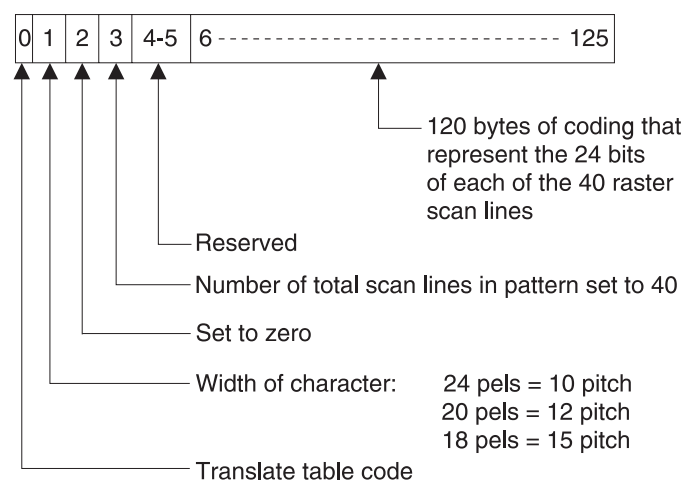 0 1 2 3 4-5 6 ---------------------------------- 125
120 bytes of coding that
represent the 24 bits
of each of the 40 raster
scan lines
Reserved
Number of total scan lines in pattern set to 40
Set to zero
Width of character: 24 pels = 10 pitch
20 pels = 12 pitch
18 pels = 15 pitch
Translate table code